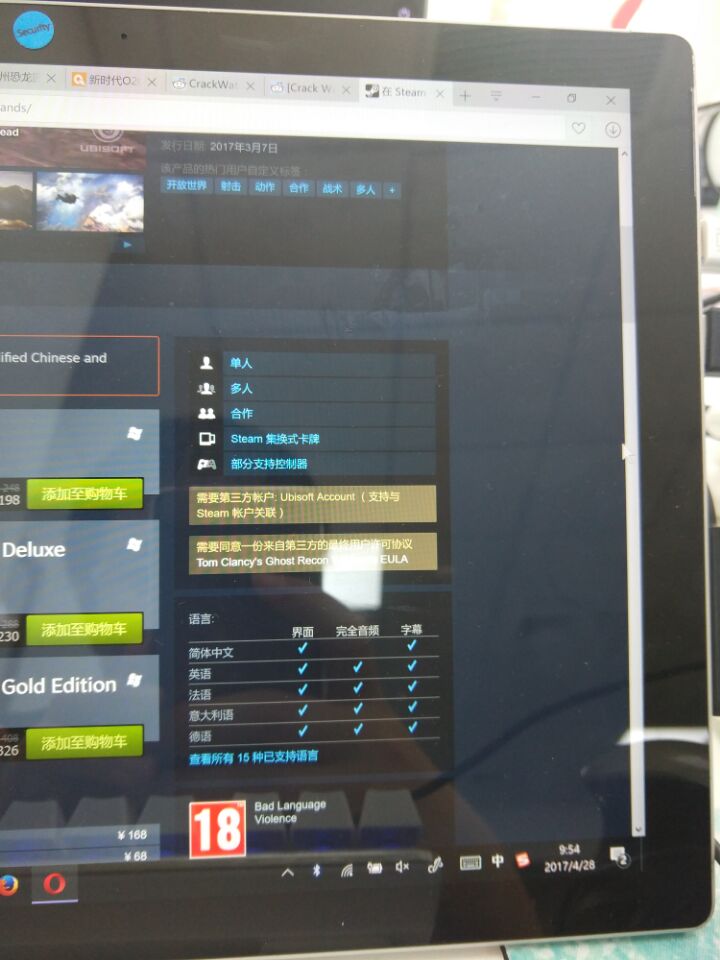 Security
州恐龙
新时代O2
CrackWat
[Crack W
在 Steam
ands/
ead
UBISOFT
发行日期: 2017年3月7日
该产品的热门用户自定义标签:
开放世界 射击 动作 合作 战术 多人 +
ified Chinese and
单人
多人
合作
Steam 集换式卡牌
部分支持控制器
需要第三方帐户: Ubisoft Account（支持与
Steam 帐户关联）
需要同意一份来自第三方的最终用户许可协议
Tom Clancy's Ghost Recon EULA
248
198 添加至购物车
Deluxe
288
230 添加至购物车
Gold Edition
408
326 添加至购物车
语言:
界面 完全音频 字幕
简体中文 ✔ ✔
英语 ✔ ✔ ✔
法语 ✔ ✔ ✔
意大利语 ✔ ✔ ✔
德语 ✔ ✔ ✔
查看所有 15 种已支持语言
18
Bad Language
Violence
¥ 168
¥ 68
中
S
9:54
2017/4/28
2